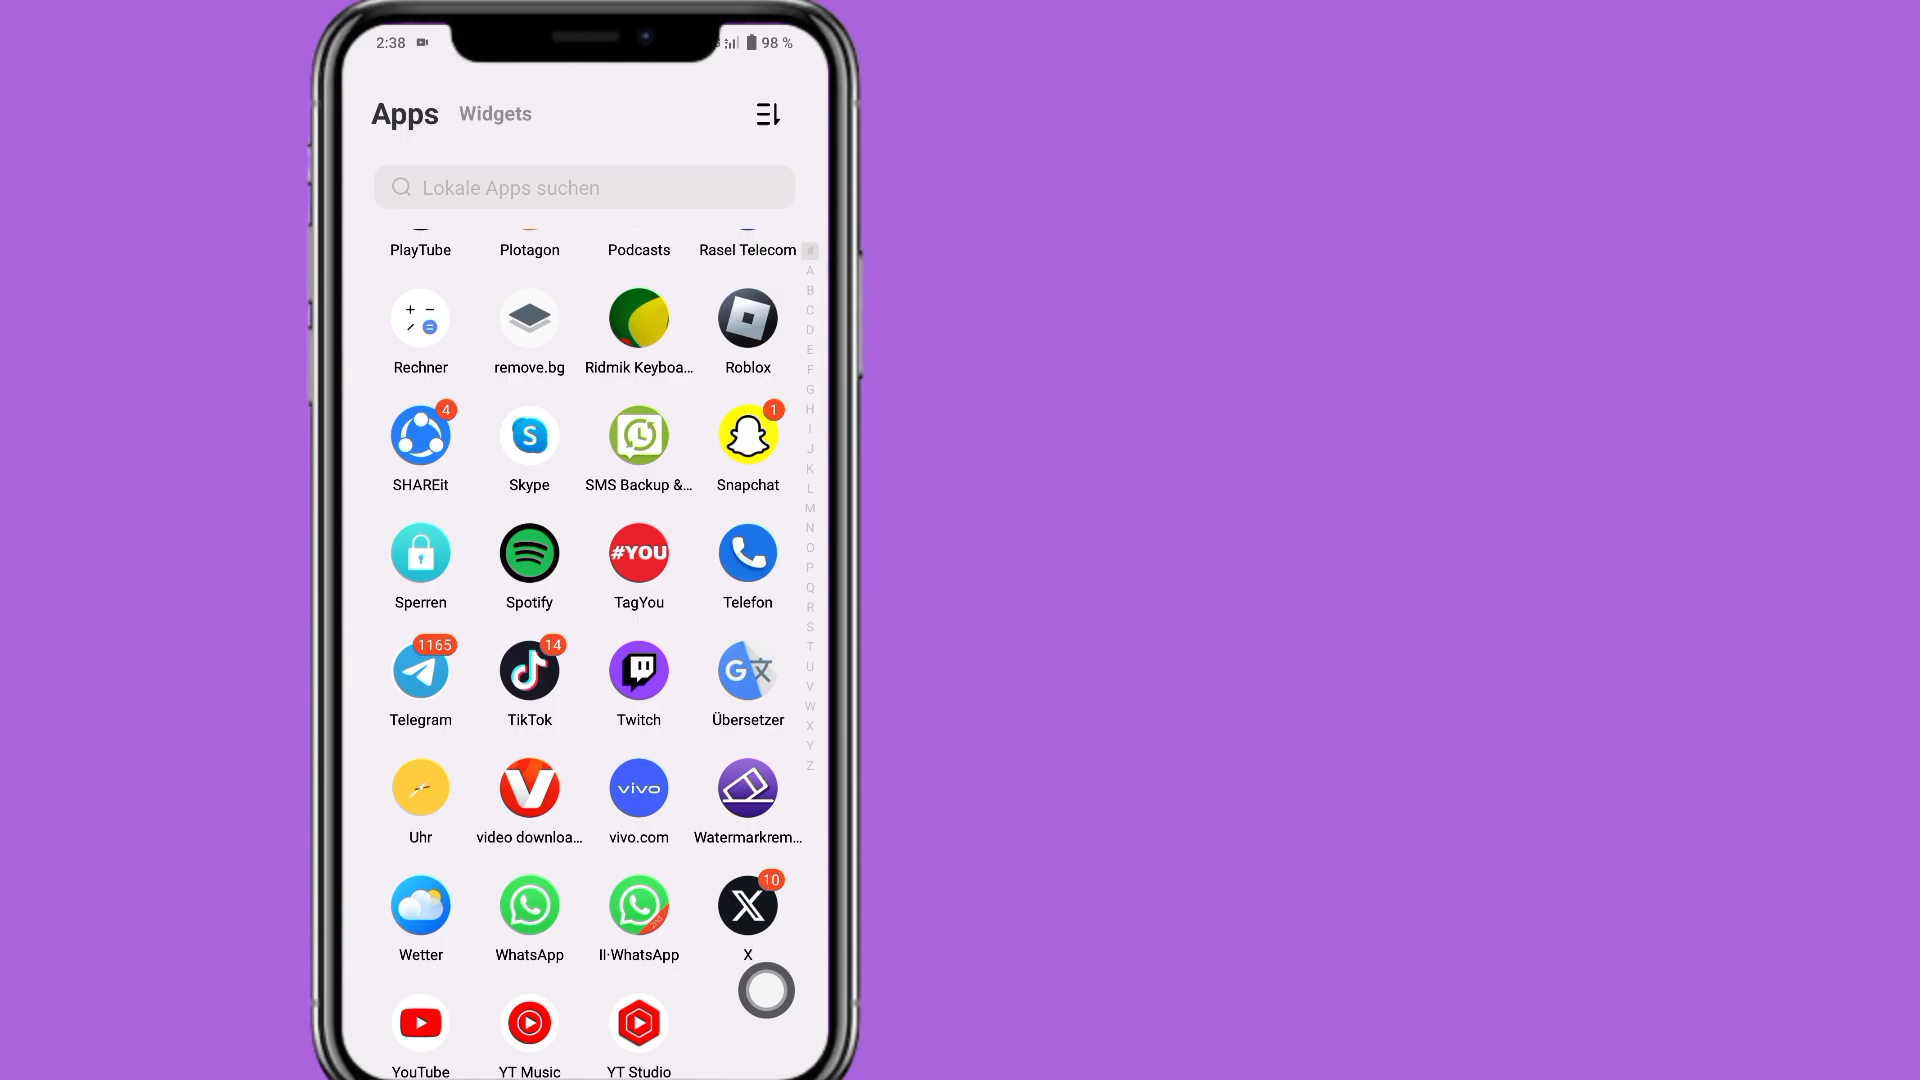 2:38 98 %
Apps Widgets
Lokale Apps suchen
PlayTube Plotagon Podcasts Rasel Telecom
#
A
B
C
D
E
F
G
H
I
J
K
L
M
N
O
P
Q
R
S
T
U
V
W
X
Y
Z
Rechner remove.bg Ridmik Keyboa... Roblox
4 S 1
SHAREit Skype SMS Backup &... Snapchat
#YOU
Sperren Spotify TagYou Telefon
1165 14 G文
Telegram TikTok Twitch Übersetzer
vivo
Uhr video downloa... vivo.com Watermarkrem...
10
Wetter WhatsApp II·WhatsApp X
YouTube YT Music YT Studio